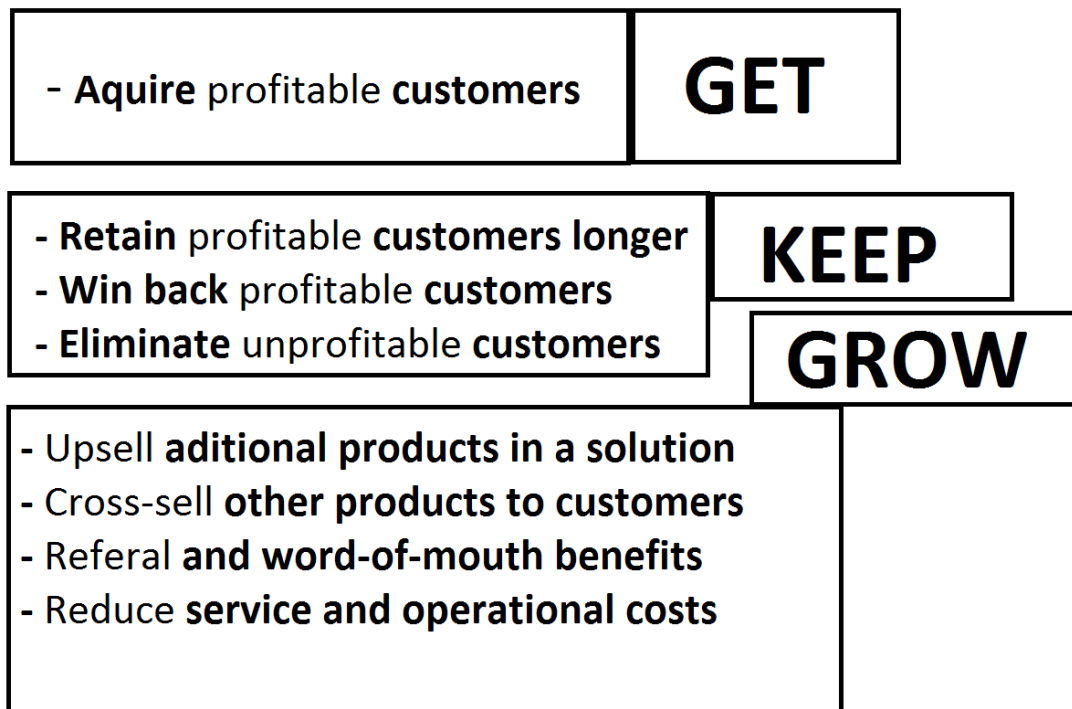 - Aquire profitable customers
GET
- Retain profitable customers longer
- Win back profitable customers
- Eliminate unprofitable customers
KEEP
GROW
- Upsell aditional products in a solution
- Cross-sell other products to customers
- Referal and word-of-mouth benefits
- Reduce service and operational costs